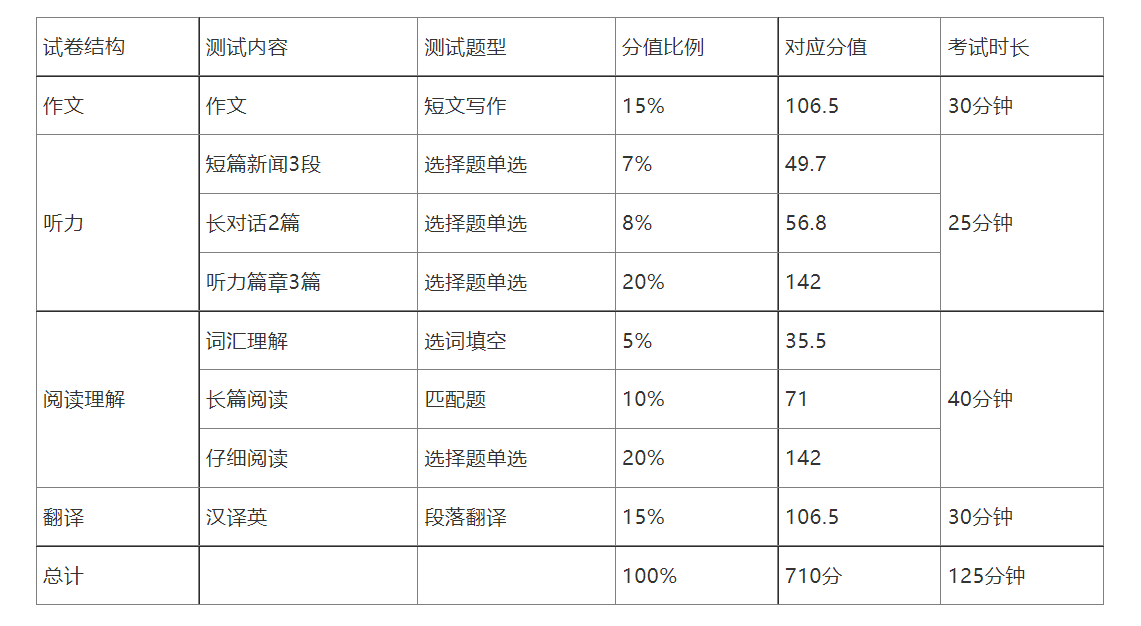 试卷结构 测试内容 测试题型 分值比例 对应分值 考试时长
作文 作文 短文写作 15% 106.5 30分钟
听力 短篇新闻3段 选择题单选 7% 49.7 25分钟
长对话2篇 选择题单选 8% 56.8
听力篇章3篇 选择题单选 20% 142
阅读理解 词汇理解 选词填空 5% 35.5 40分钟
长篇阅读 匹配题 10% 71
仔细阅读 选择题单选 20% 142
翻译 汉译英 段落翻译 15% 106.5 30分钟
总计 100% 710分 125分钟